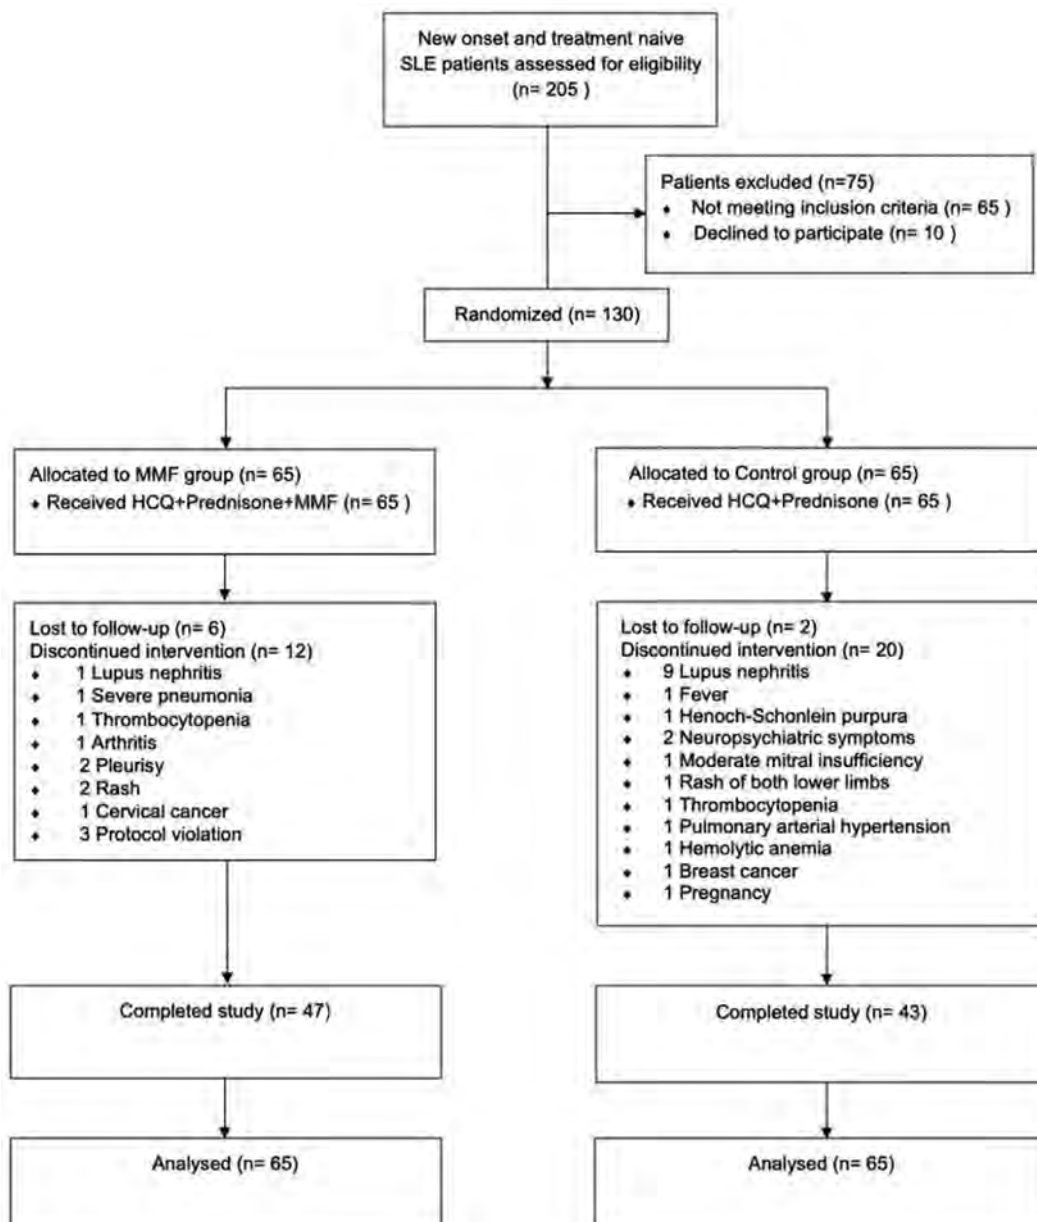 New onset and treatment naive
SLE patients assessed for eligibility
(n= 205 )
Patients excluded (n=75)
♦ Not meeting inclusion criteria (n= 65 )
♦ Declined to participate (n= 10 )
Randomized (n= 130)
Allocated to MMF group (n= 65)
♦ Received HCQ+Prednisone+MMF (n= 65 )
Allocated to Control group (n= 65)
♦ Received HCQ+Prednisone (n= 65 )
Lost to follow-up (n= 6)
Discontinued intervention (n= 12)
♦ 1 Lupus nephritis
♦ 1 Severe pneumonia
♦ 1 Thrombocytopenia
♦ 1 Arthritis
♦ 2 Pleurisy
♦ 2 Rash
♦ 1 Cervical cancer
♦ 3 Protocol violation
Lost to follow-up (n= 2)
Discontinued intervention (n= 20)
♦ 9 Lupus nephritis
♦ 1 Fever
♦ 1 Henoch-Schonlein purpura
♦ 2 Neuropsychiatric symptoms
♦ 1 Moderate mitral insufficiency
♦ 1 Rash of both lower limbs
♦ 1 Thrombocytopenia
♦ 1 Pulmonary arterial hypertension
♦ 1 Hemolytic anemia
♦ 1 Breast cancer
♦ 1 Pregnancy
Completed study (n= 47)
Completed study (n= 43)
Analysed (n= 65)
Analysed (n= 65)